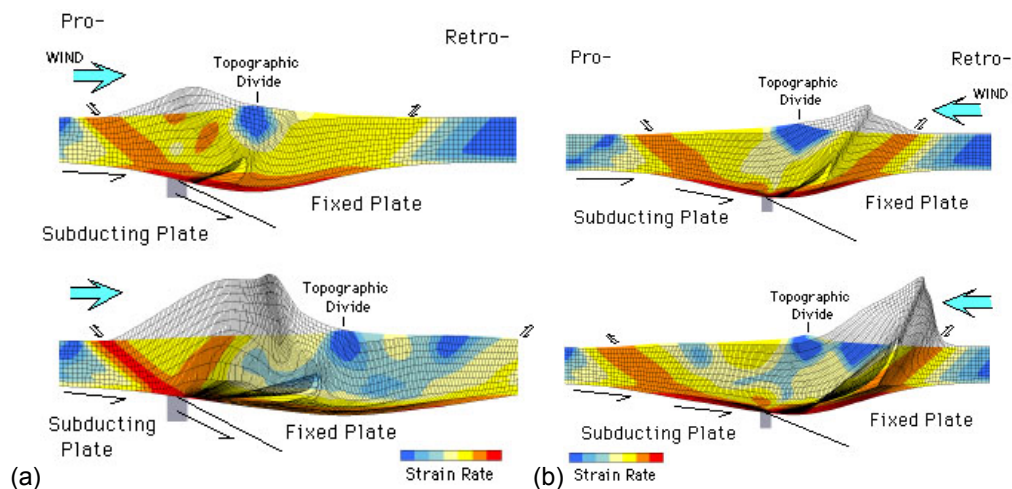 Pro-
WIND
Topographic
Divide
Retro-
Fixed Plate
Subducting Plate
Topographic
Divide
Subducting
Plate
Fixed Plate
Strain Rate
(a)
Pro-
Retro-
WIND
Topographic
Divide
Subducting Plate
Fixed Plate
Topographic
Divide
Subducting Plate
Fixed Plate
Strain Rate
(b)